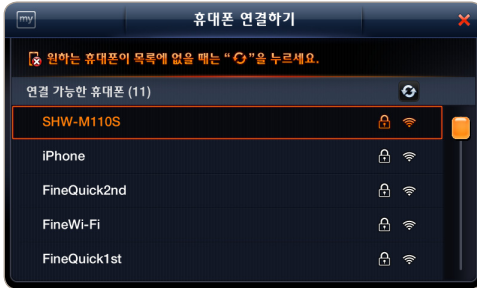 my
휴대폰 연결하기
원하는 휴대폰이 목록에 없을 때는 “ ”을 누르세요.
연결 가능한 휴대폰 (11)
SHW-M110S
iPhone
FineQuick2nd
FineWi-Fi
FineQuick1st